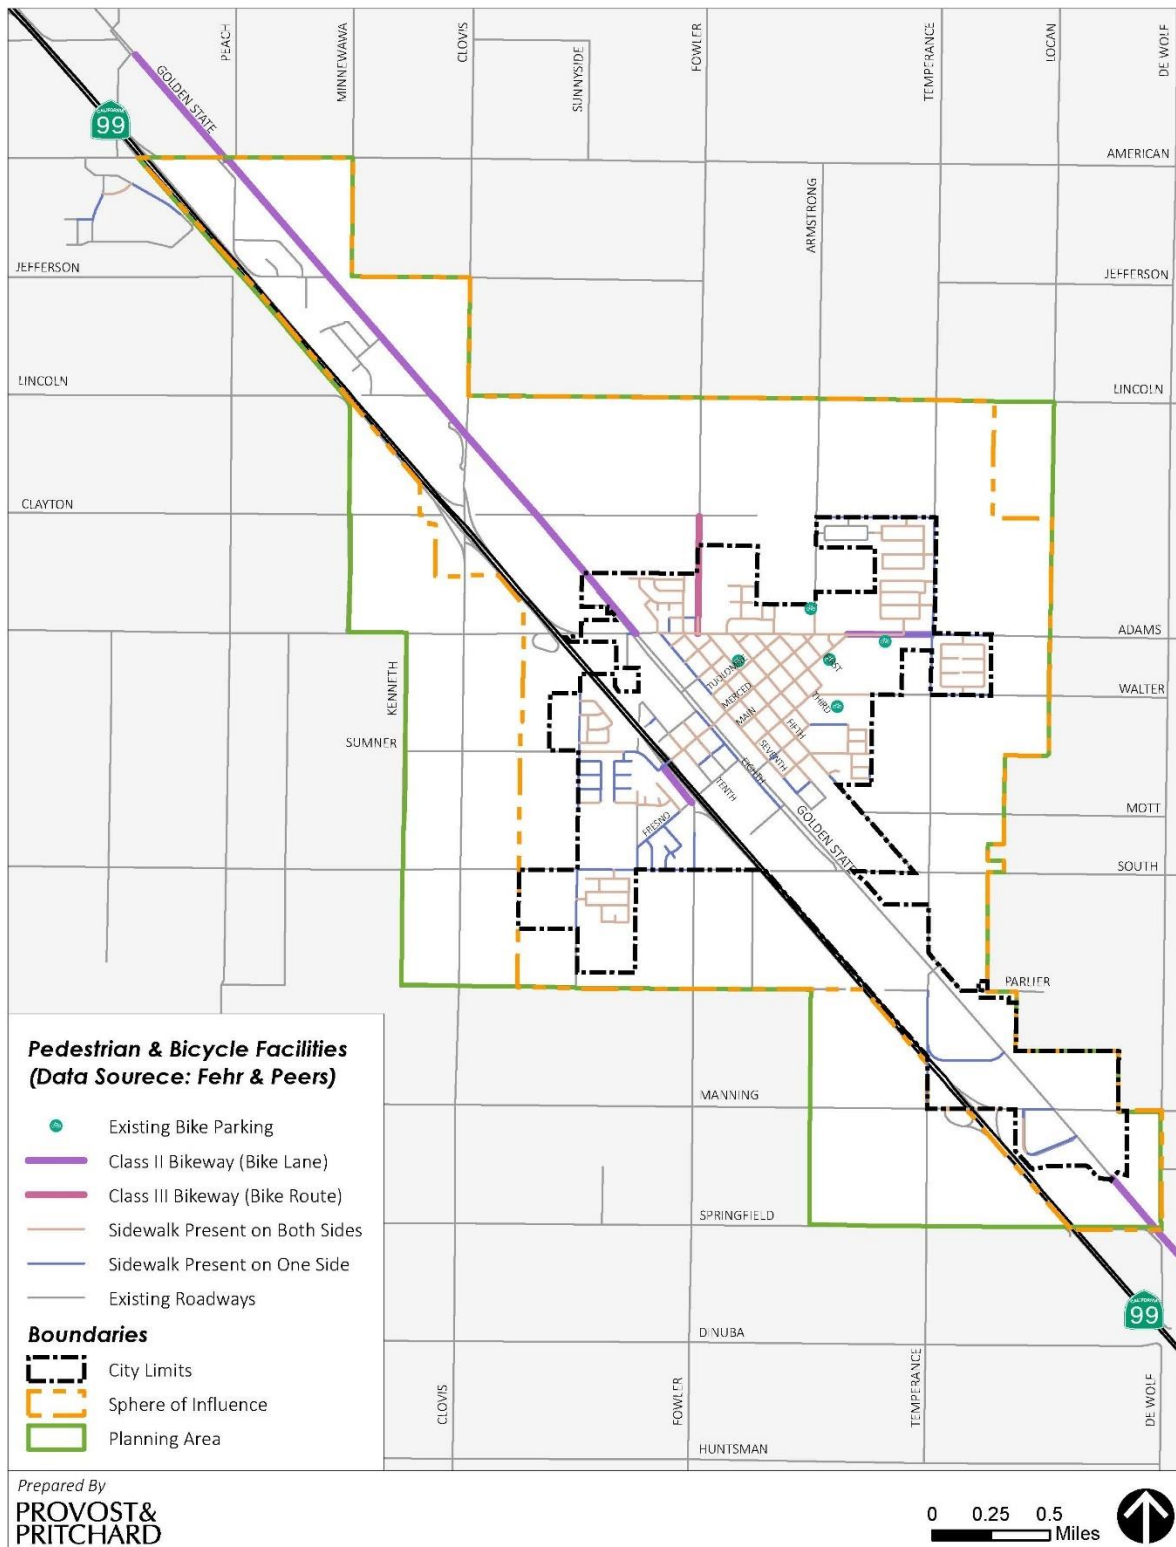 PEACH
MINNEWAWA
CLOVIS
SUNNYSIDE
FOWLER
TEMPERANCE
LOCAN
DE WOLF
GOLDEN STATE
CALIFORNIA
99
AMERICAN
ARMSTRONG
JEFFERSON
JEFFERSON
LINCOLN
LINCOLN
CLAYTON
ADAMS
KENNETH
TUOLOMNE
EAST
WALTER
MERCED
MAIN
THIRD
FIFTH
SUMNER
SEVENTH
EIGHTH
TENTH
MOTT
FRESNO
GOLDEN STATE
SOUTH
PARLIER
MANNING
SPRINGFIELD
CALIFORNIA
99
DINUBA
CLOVIS
FOWLER
TEMPERANCE
DE WOLF
HUNTSMAN
Pedestrian & Bicycle Facilities
(Data Sourece: Fehr & Peers)
Existing Bike Parking
Class II Bikeway (Bike Lane)
Class III Bikeway (Bike Route)
Sidewalk Present on Both Sides
Sidewalk Present on One Side
Existing Roadways
Boundaries
City Limits
Sphere of Influence
Planning Area
Prepared By
PROVOST&
PRITCHARD
0 0.25 0.5
Miles